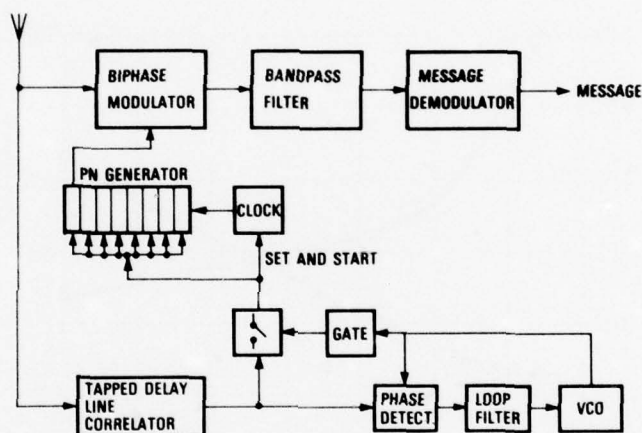 BIPHASE
MODULATOR
BANDPASS
FILTER
MESSAGE
DEMODULATOR
MESSAGE
PN GENERATOR
CLOCK
SET AND START
GATE
TAPPED DELAY
LINE
CORRELATOR
PHASE
DETECT.
LOOP
FILTER
VCO